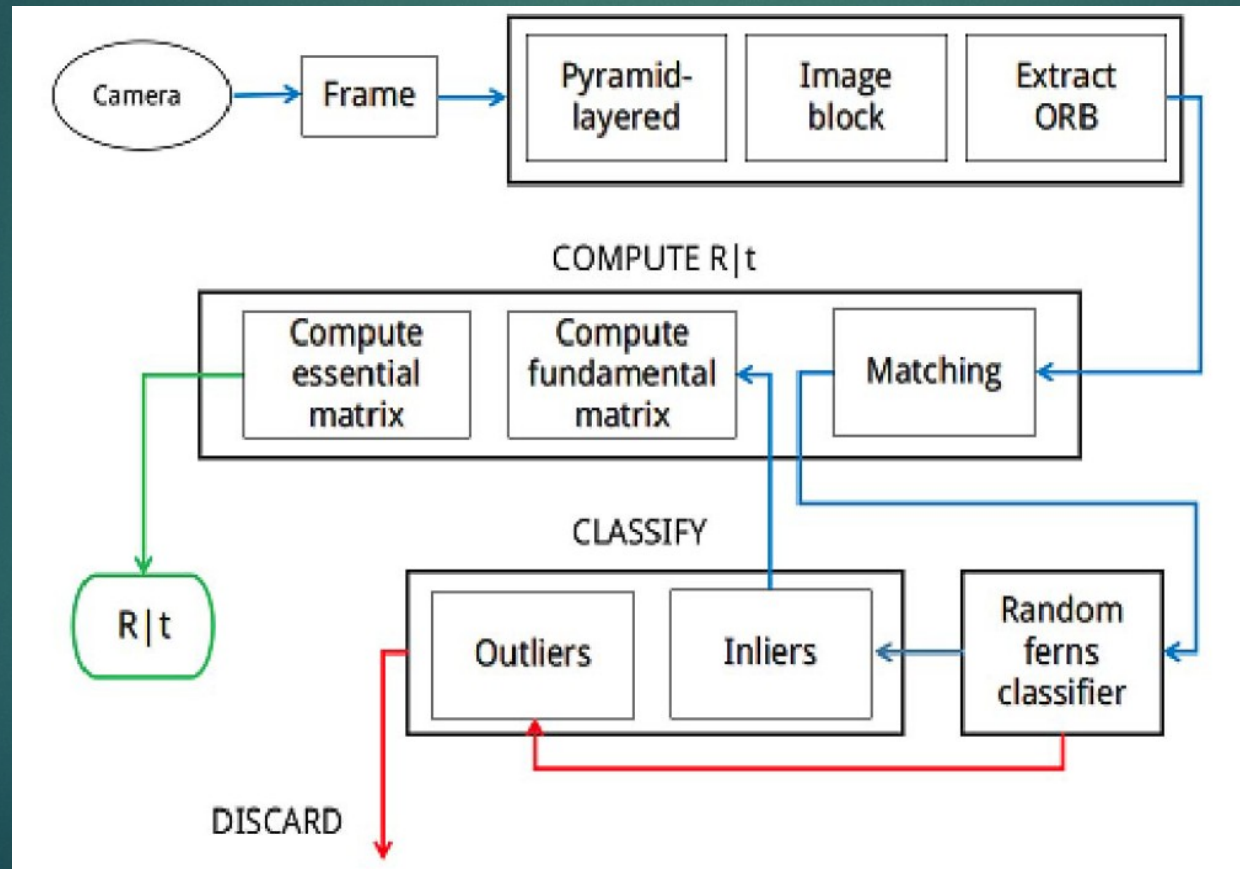 Camera
Frame
Pyramid-
layered
Image
block
Extract
ORB
COMPUTE R|t
Compute
essential
matrix
Compute
fundamental
matrix
Matching
CLASSIFY
R|t
Outliers
Inliers
Random
ferns
classifier
DISCARD